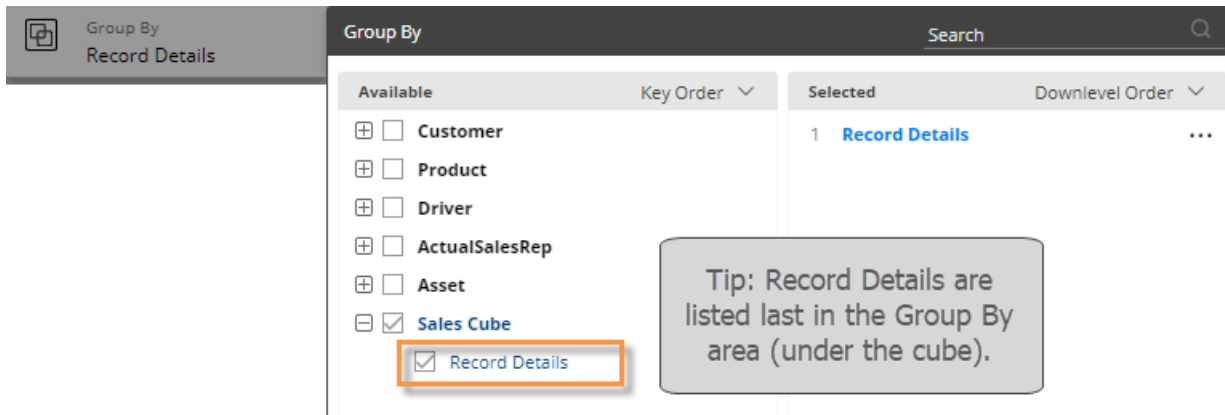 Group By
Record Details
Group By
Search
Available
Key Order
Customer
Product
Driver
ActualSalesRep
Asset
Sales Cube
Record Details
Selected
Downlevel Order
1 Record Details
...
Tip: Record Details are
listed last in the Group By
area (under the cube).